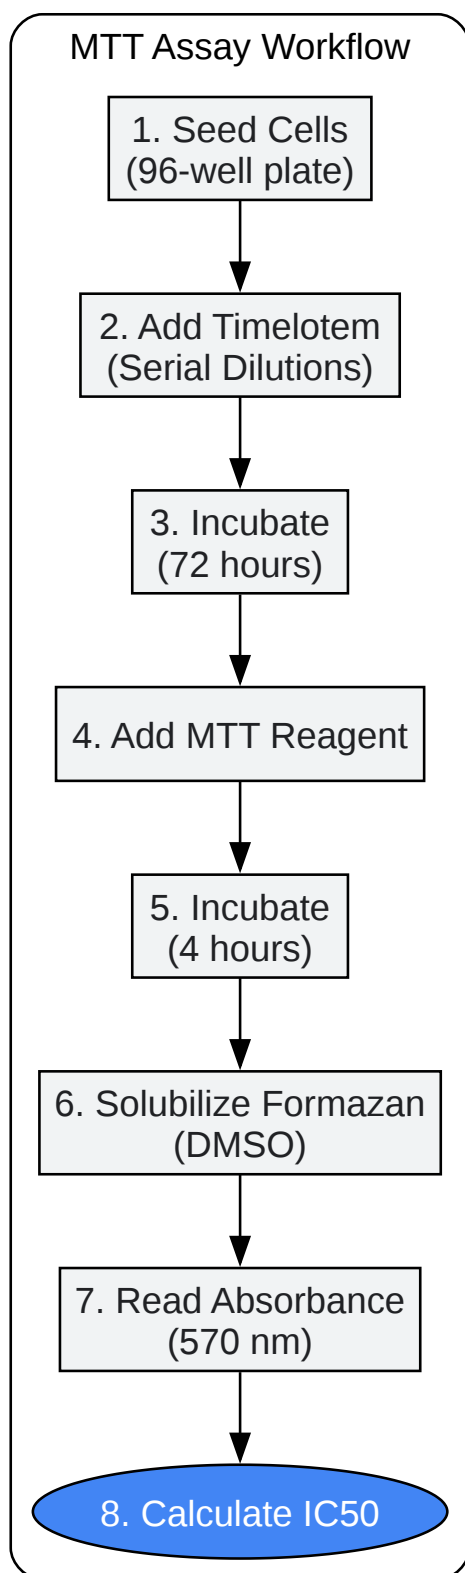 MTT Assay Workflow
1. Seed Cells
(96-well plate)
2. Add Timelotem
(Serial Dilutions)
3. Incubate
(72 hours)
4. Add MTT Reagent
5. Incubate
(4 hours)
6. Solubilize Formazan
(DMSO)
7. Read Absorbance
(570 nm)
8. Calculate IC50